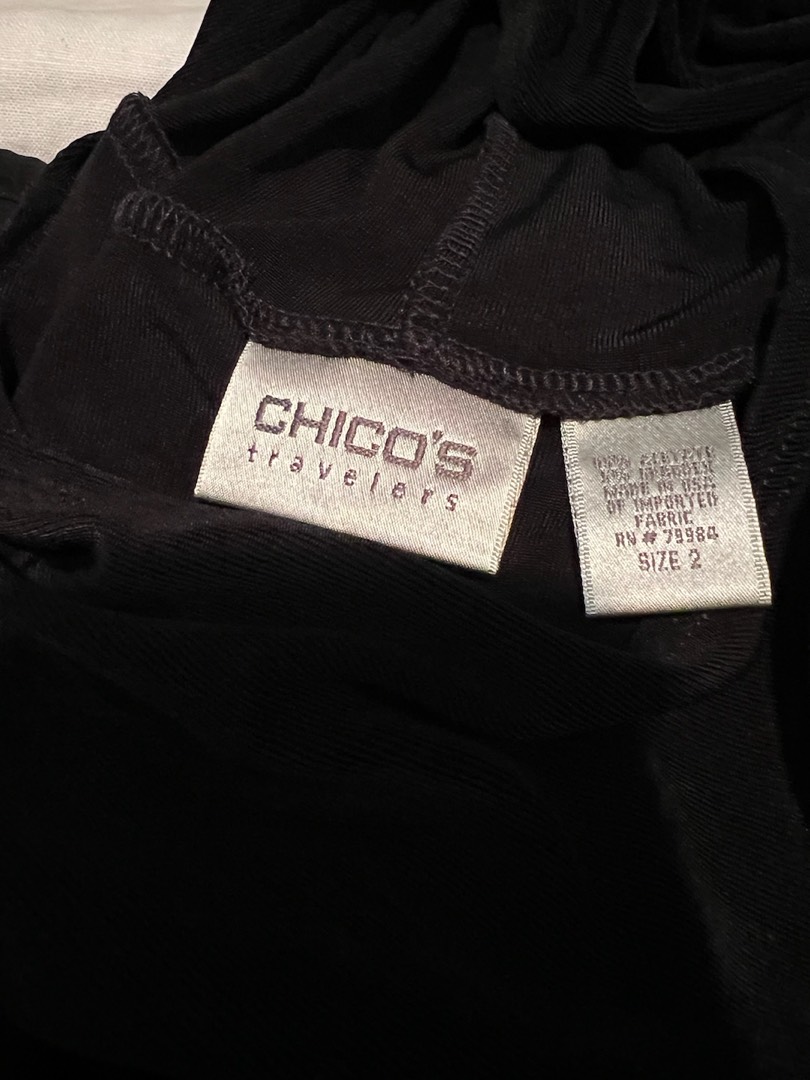 CHICO'S
travelers
MADE IN USA
OF IMPORTED
FABRIC
RN # 79984
SIZE 2